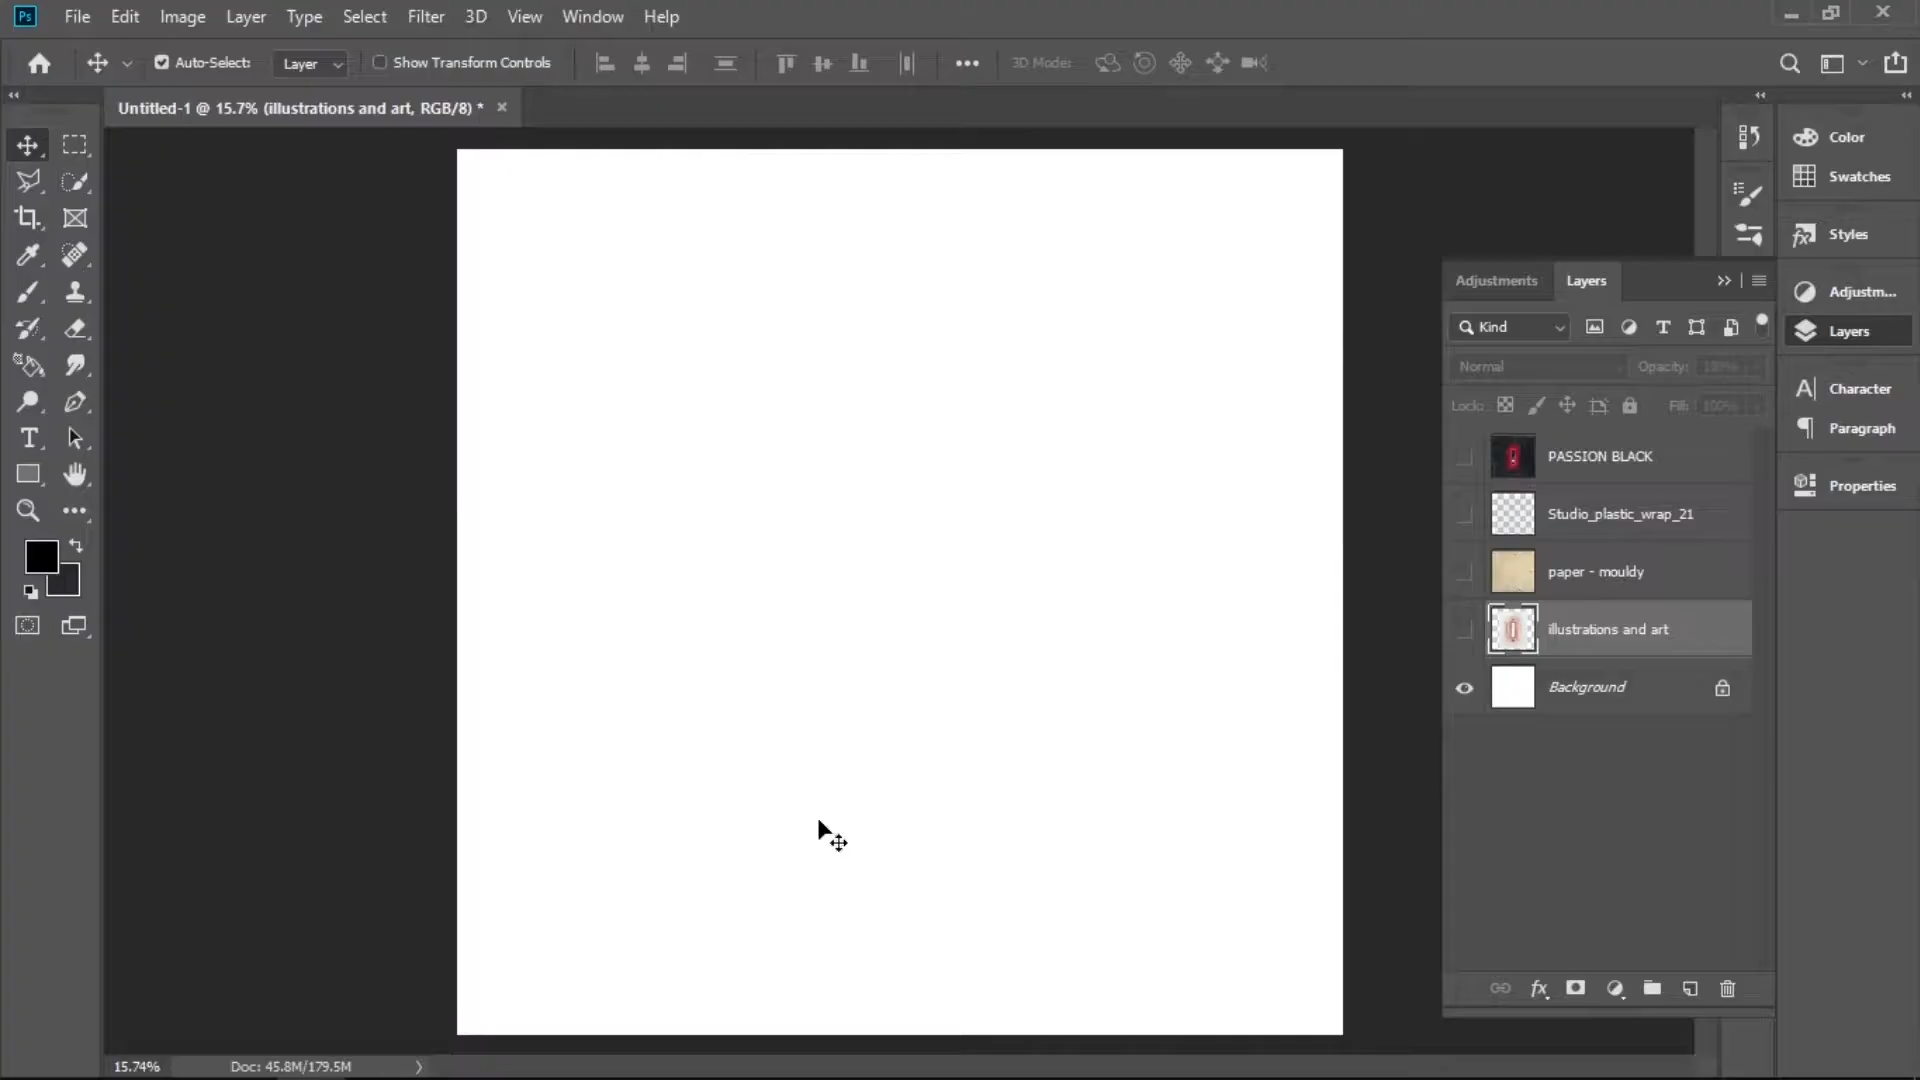 Ps File Edit Image Layer Type Select Filter 3D View Window Help
Auto-Select: Layer Show Transform Controls 3D Mode:
Untitled-1 @ 15.7% (illustrations and art, RGB/8) *
Color
Swatches
Styles
Adjustm...
Layers
Character
Paragraph
Properties
Adjustments Layers
Kind
Normal Opacity: 100%
Lock: Fill: 100%
PASSION BLACK
Studio_plastic_wrap_21
paper - mouldy
illustrations and art
Background
fx
15.74% Doc: 45.8M/179.5M